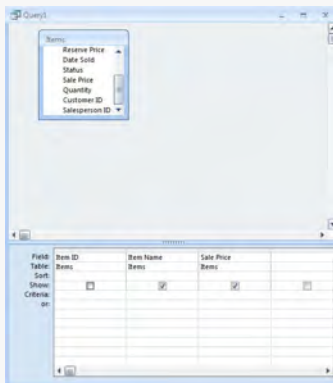 Query1
Items
Reserve Price
Date Sold
Status
Sale Price
Quantity
Customer ID
Salesperson ID
Field: Item ID Item Name Sale Price
Table: Items Items Items
Sort:
Show:
Criteria:
or: